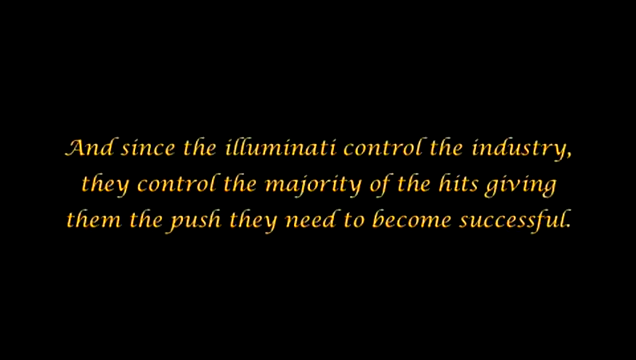 And since the illuminati control the industry,
they control the majority of the hits giving
them the push they need to become successful.